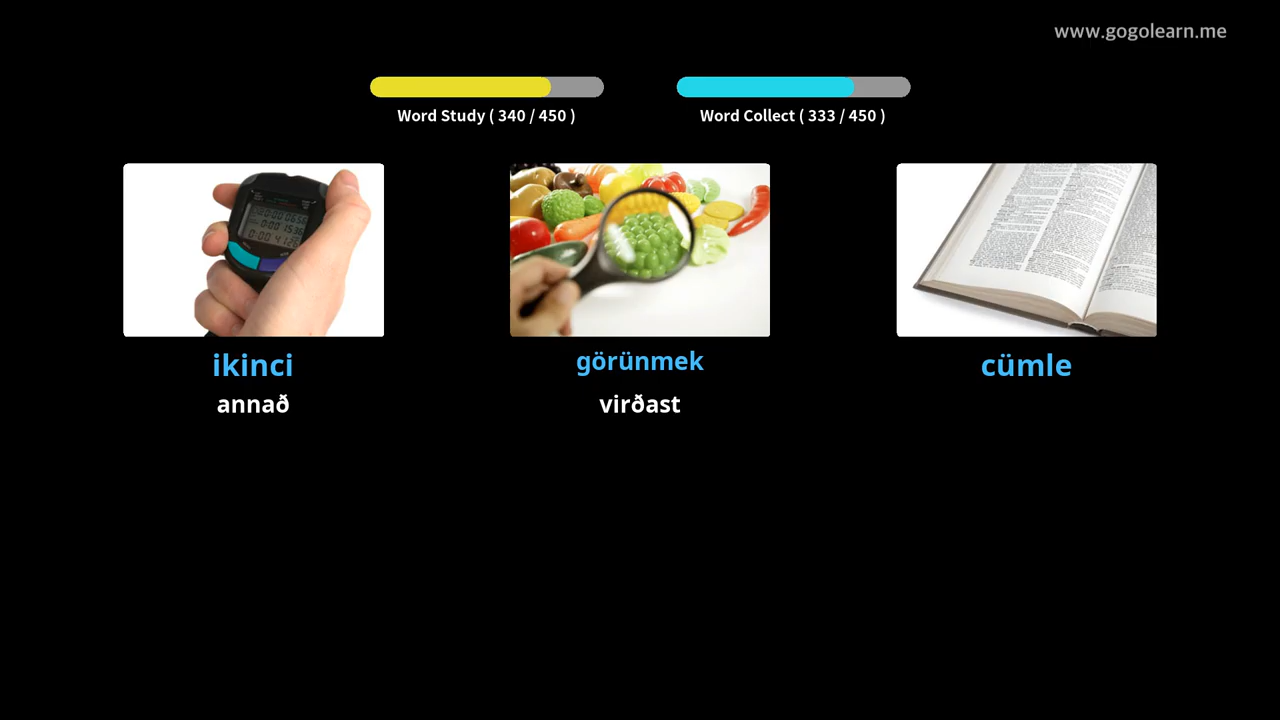 www.gogolearn.me
Word Study ( 340 / 450 )
Word Collect ( 333 / 450 )
ikinci
görünmek
cümle
annað
virðast